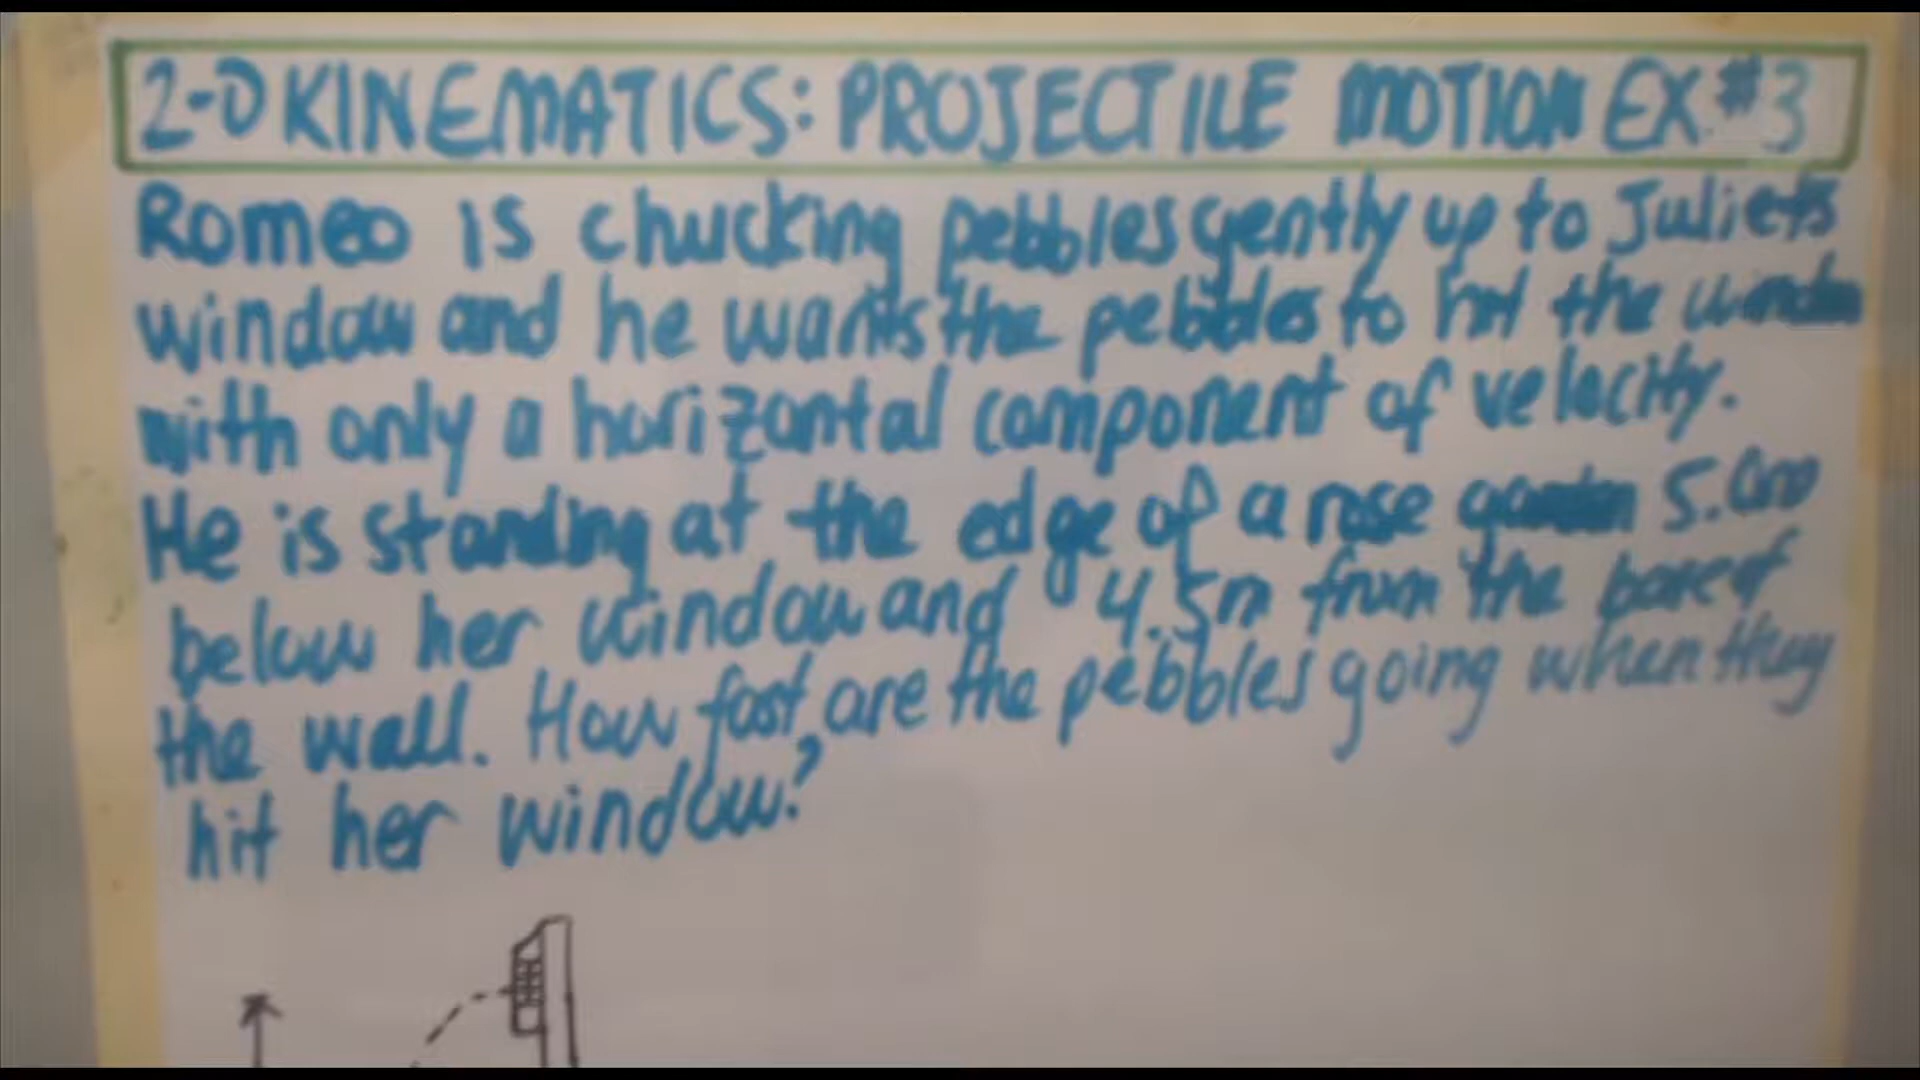 2-D KINEMATICS: PROJECTILE MOTION EX.#3
Romeo is chucking pebbles gently up to Juliets
window and he wants the pebbles to hit the window
with only a horizontal component of velocity.
He is standing at the edge of a rose garden 5.00
below her window and 4.5m from the base of
the wall. How fast are the pebbles going when they
hit her window?